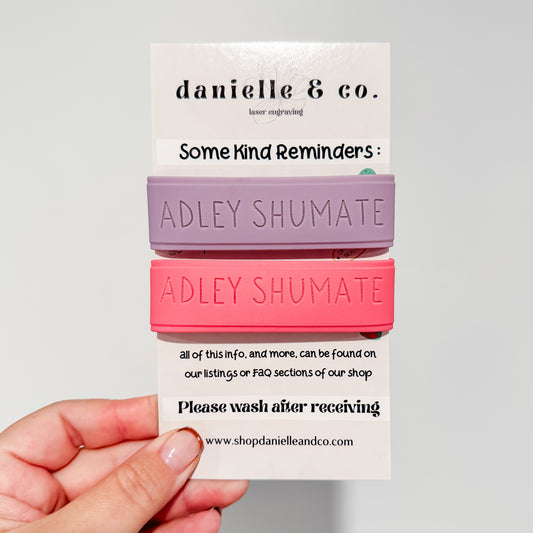 danielle & co.
laser engraving
Some Kind Reminders:
ADLEY SHUMATE
ADLEY SHUMATE
all of this info, and more, can be found on
our listings or FAQ sections of our shop
Please wash after receiving
www.shopdanielleandco.com